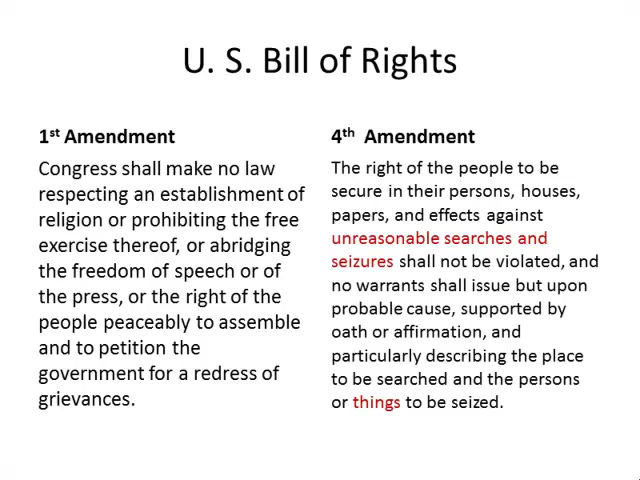 U. S. Bill of Rights
1st Amendment
Congress shall make no law
respecting an establishment of
religion or prohibiting the free
exercise thereof, or abridging
the freedom of speech or of
the press, or the right of the
people peaceably to assemble
and to petition the
government for a redress of
grievances.
4th Amendment
The right of the people to be
secure in their persons, houses,
papers, and effects against
unreasonable searches and
seizures shall not be violated, and
no warrants shall issue but upon
probable cause, supported by
oath or affirmation, and
particularly describing the place
to be searched and the persons
or things to be seized.